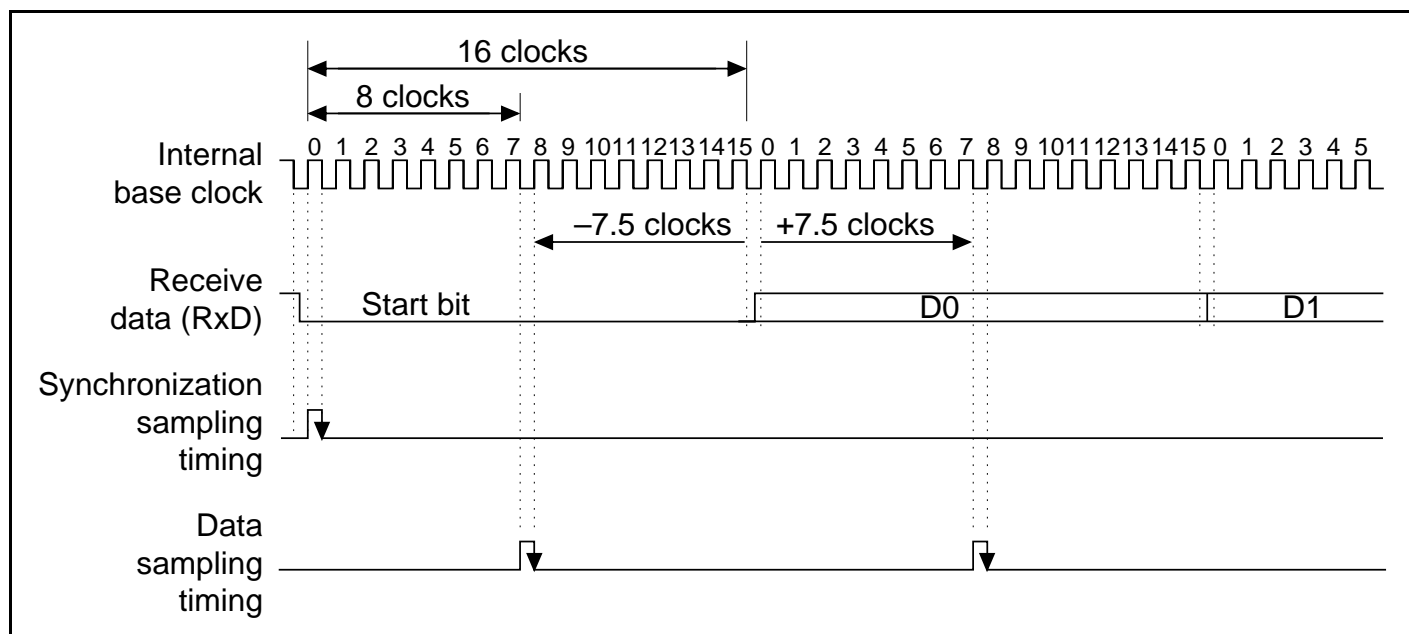 16 clocks
8 clocks
Internal
base clock
0 1 2 3 4 5 6 7 8 9 10 11 12 13 14 15 0 1 2 3 4 5 6 7 8 9 10 11 12 13 14 15 0 1 2 3 4 5
–7.5 clocks +7.5 clocks
Receive
data (RxD)
Start bit D0 D1
Synchronization
sampling
timing
Data
sampling
timing